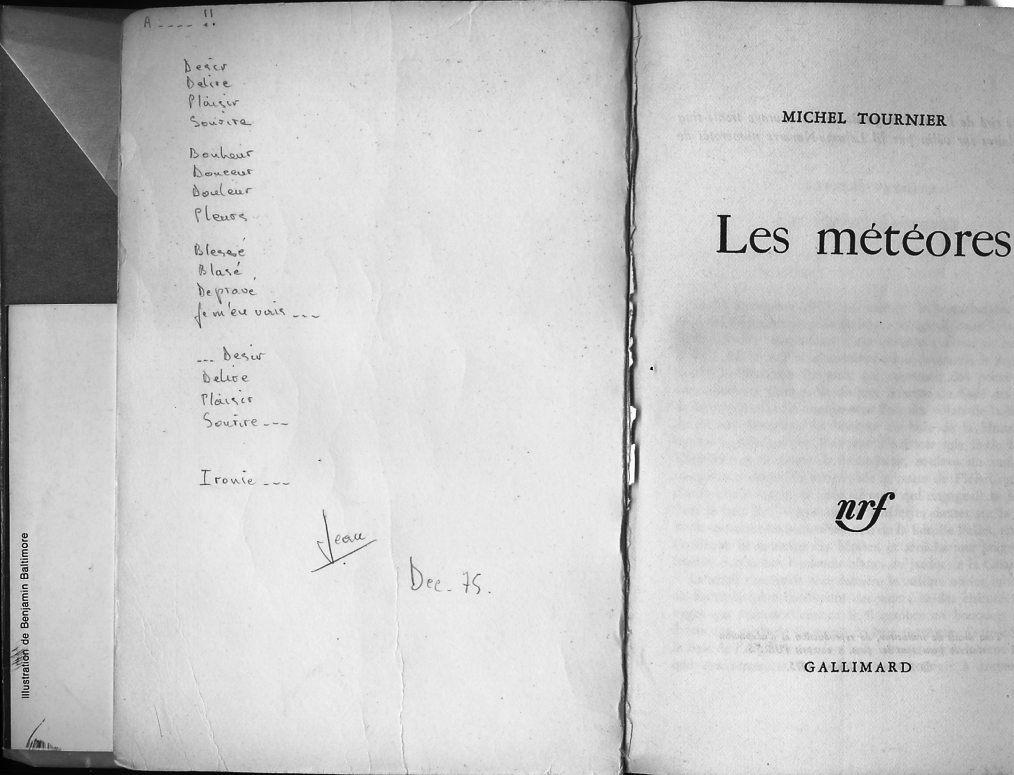 A ---- !!
Desir
Delire
Plaisir
Sourire
Bonheur
Douceur
Douleur
Pleurs
Blessé
Blasé
Depravé
Je m'en vais ---
--- Desir
Delire
Plaisir
Sourire ---
Ironie ---
Jean
Dec. 75.
Illustration de Benjamin Baltimore
MICHEL TOURNIER
Les météores
nrf
GALLIMARD